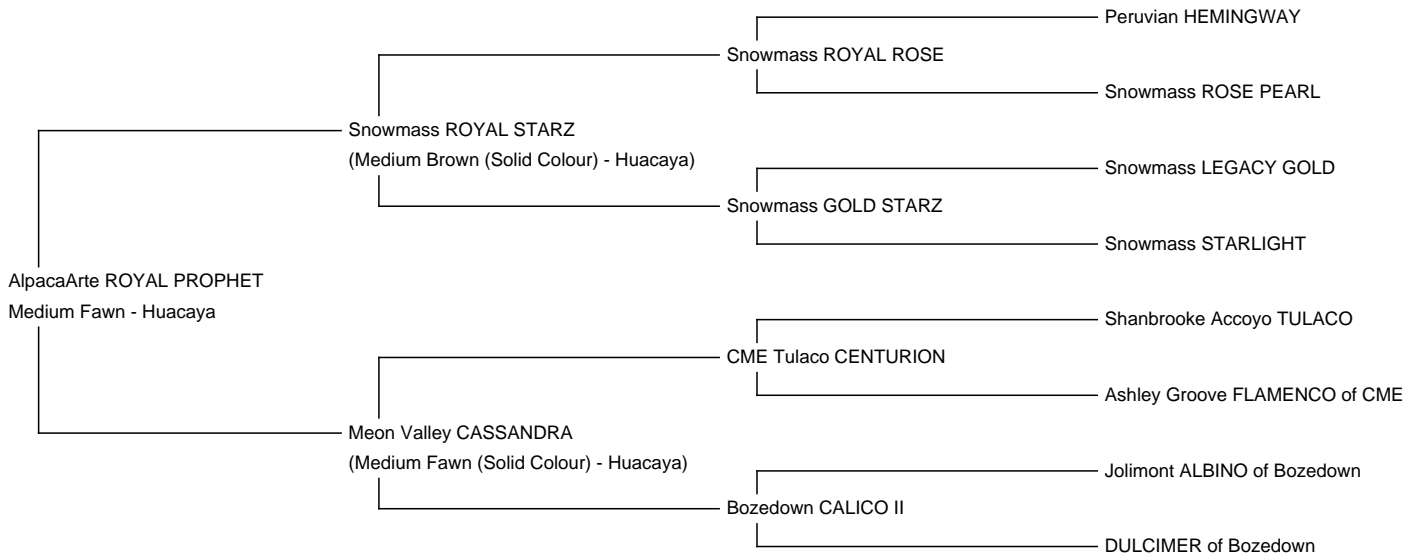 Peruvian HEMINGWAY
Snowmass ROYAL ROSE
Snowmass ROSE PEARL
Snowmass ROYAL STARZ
(Medium Brown (Solid Colour) - Huacaya)
Snowmass LEGACY GOLD
Snowmass GOLD STARZ
Snowmass STARLIGHT
AlpacaArte ROYAL PROPHET
Medium Fawn - Huacaya
Shanbrooke Accoyo TULACO
CME Tulaco CENTURION
Ashley Groove FLAMENCO of CME
Meon Valley CASSANDRA
(Medium Fawn (Solid Colour) - Huacaya)
Jolimont ALBINO of Bozedown
Bozedown CALICO II
DULCIMER of Bozedown